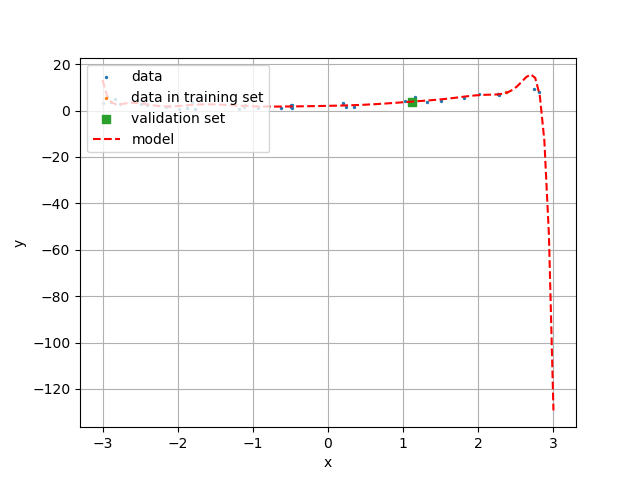 20
0
−20
−40
−60
−80
−100
−120
y
data
data in training set
validation set
model
−3 −2 −1 0 1 2 3
x